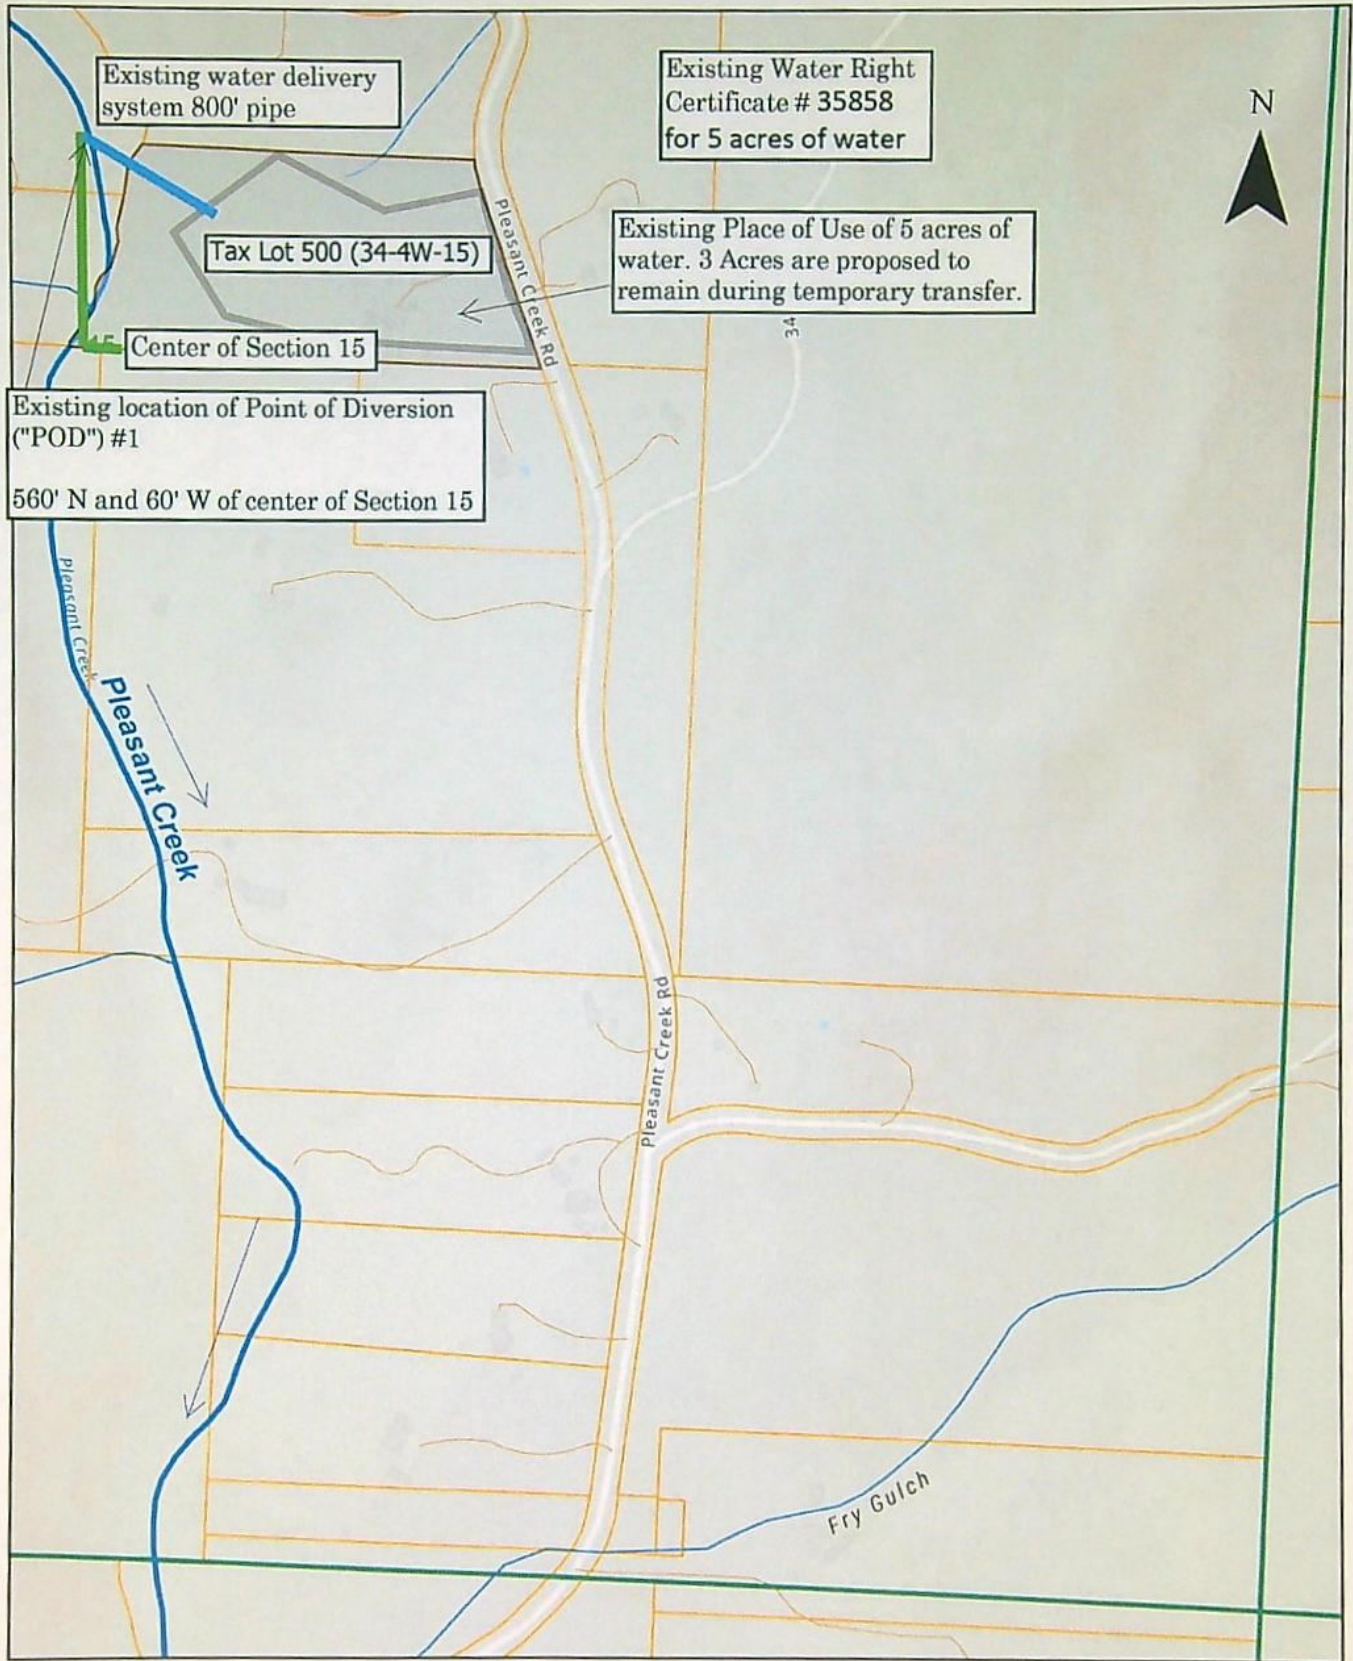 Existing water delivery
system 800' pipe
Existing Water Right
Certificate # 35858
for 5 acres of water
N
Existing Place of Use of 5 acres of
water. 3 Acres are proposed to
remain during temporary transfer.
Tax Lot 500 (34-4W-15)
Pleasant Creek Rd
34
15
Center of Section 15
Existing location of Point of Diversion
("POD") #1
560' N and 60' W of center of Section 15
Pleasant Creek
Pleasant Creek
Pleasant Creek Rd
Fry Gulch